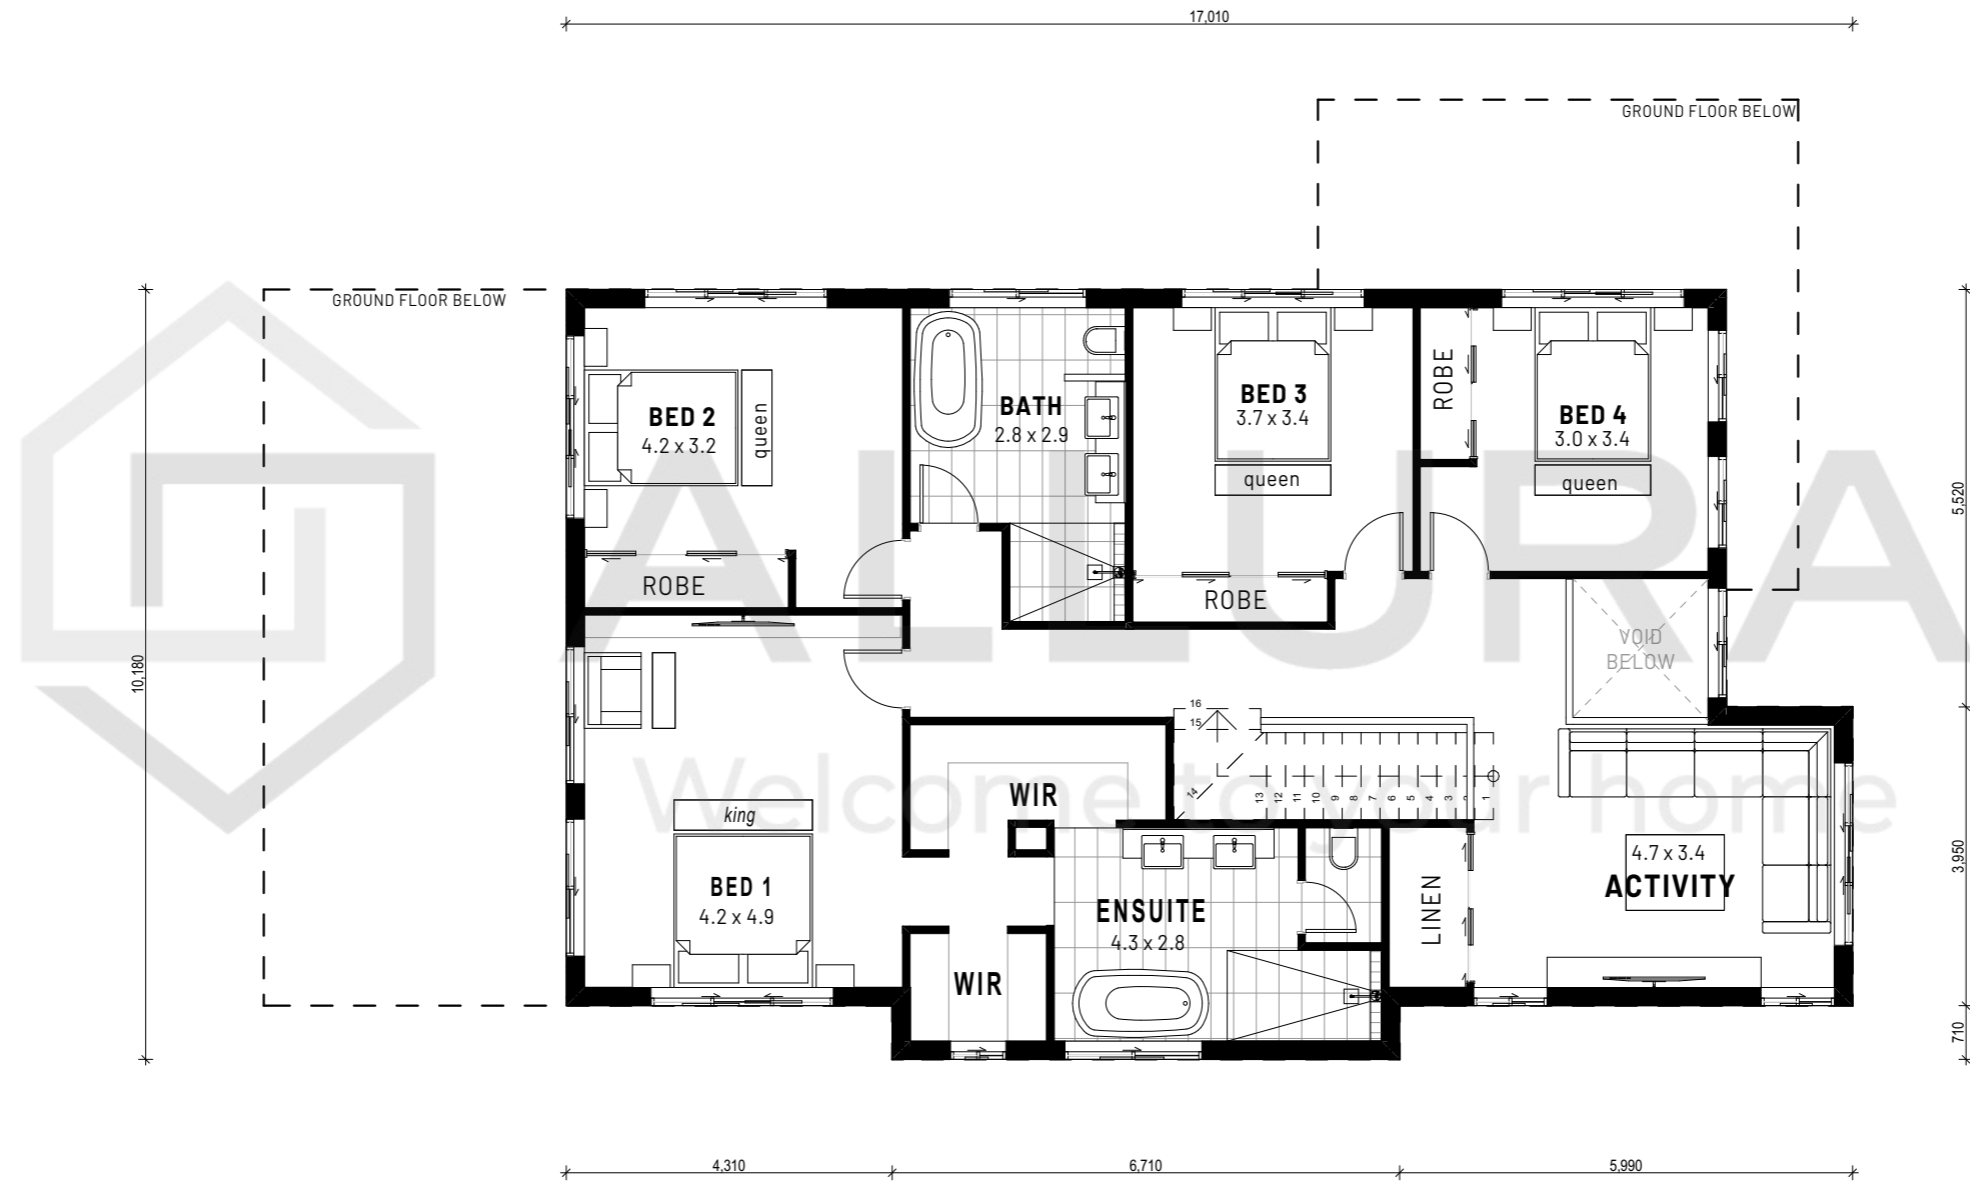 17,010
GROUND FLOOR BELOW
GROUND FLOOR BELOW
BED 2
4.2 x 3.2
queen
ROBE
BATH
2.8 x 2.9
BED 3
3.7 x 3.4
queen
ROBE
ROBE
BED 4
3.0 x 3.4
queen
5,520
10,180
ALLURA
Welcome to your home
VOID
BELOW
16
15
14
13
12
11
10
9
8
7
6
5
4
3
2
1
WIR
king
BED 1
4.2 x 4.9
ENSUITE
4.3 x 2.8
WIR
LINEN
4.7 x 3.4
ACTIVITY
3,950
710
4,310
6,710
5,990